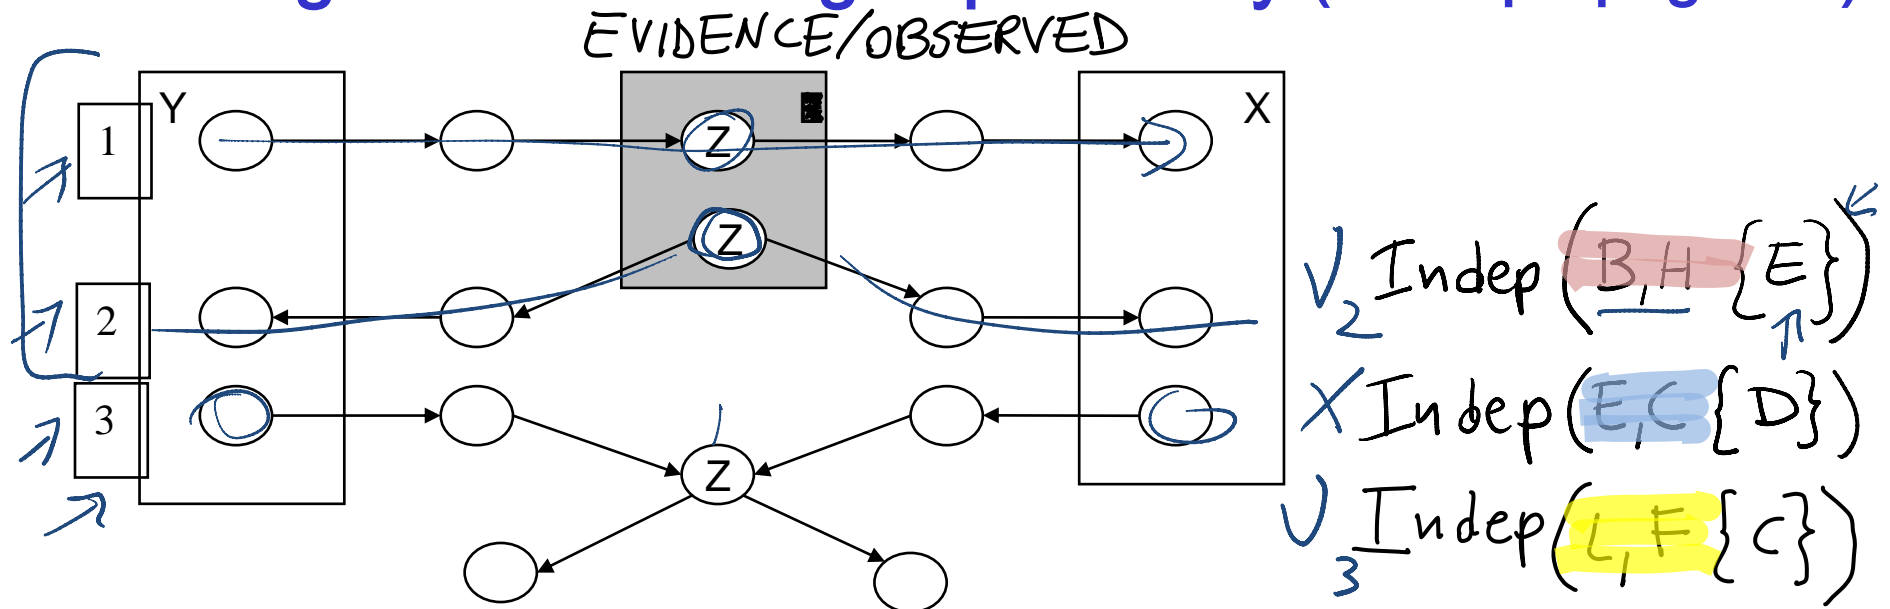 EVIDENCE/OBSERVED
Y
X
1
Z
Z
2
3
Z
V2 Indep (B, H {E})
X Indep (E, C {D})
V3 Indep (L, F {C})